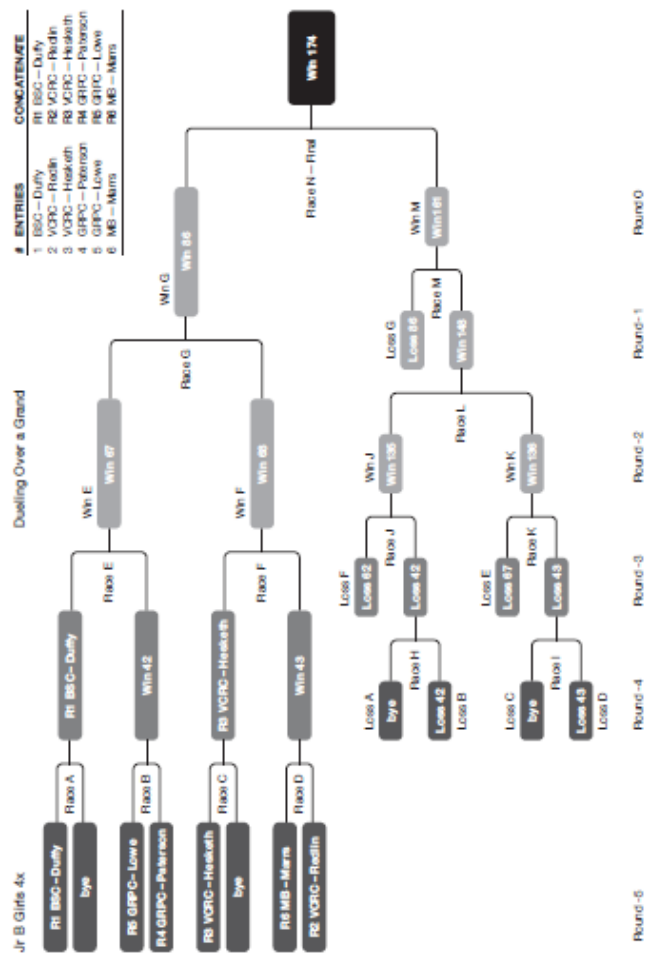 Jr B Girls 4x
Dueling Over a Grand
# ENTRIES CONCATENATE
1 BSC – Duffy R1 BSC – Duffy
2 VCRC – Redlin R2 VCRC – Redlin
3 VCRC – Hesketh R3 VCRC – Hesketh
4 GRPC – Paterson R4 GRPC – Paterson
5 GRPC – Lowe R5 GRPC – Lowe
6 MB – Marrs R6 MB – Marrs
R1 BSC – Duffy
Race A
bye
R1 BSC – Duffy
Race E
R5 GRPC – Lowe
Race B
R4 GRPC – Paterson
Win 42
Win E
Win 67
Race G
R3 VCRC – Hesketh
Race C
bye
R3 VCRC – Hesketh
Race F
R6 MB – Marrs
Race D
R2 VCRC – Redlin
Win 43
Win F
Win 68
Win G
Win 86
Race N – Final
Win 174
Loss A
bye
Race H
Loss 42
Loss B
Loss F
Loss 62
Race J
Loss 42
Win J
Win 135
Race L
Loss C
bye
Race I
Loss 43
Loss D
Loss E
Loss 67
Race K
Loss 43
Win K
Win 136
Loss G
Loss 86
Race M
Win 148
Win M
Win 161
Round -5
Round -4
Round -3
Round -2
Round -1
Round 0